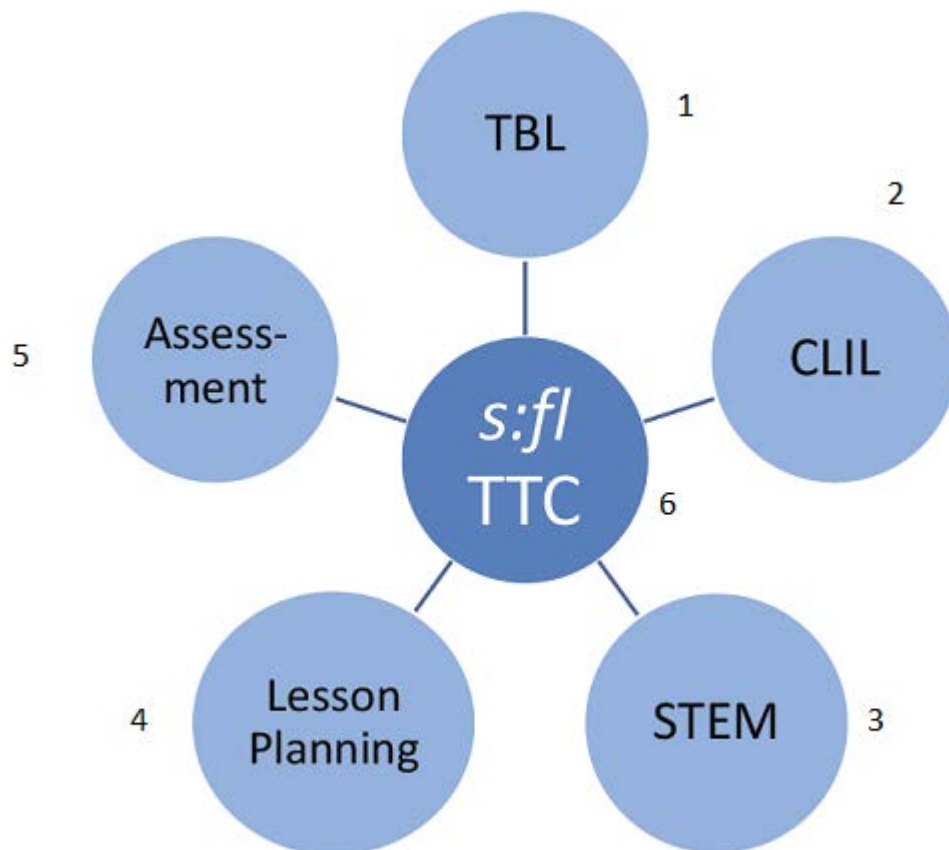 TBL
1
2
CLIL
Assess-
ment
5
s:fl
TTC
6
Lesson
Planning
4
STEM
3